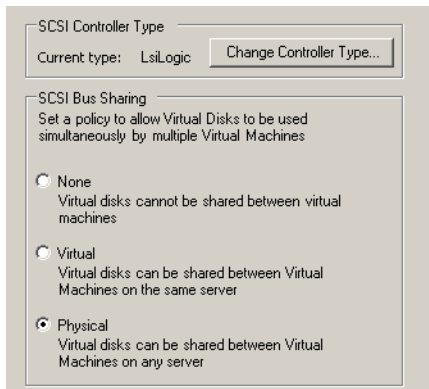 SCSI Controller Type
Current type: LsiLogic Change Controller Type...
SCSI Bus Sharing
Set a policy to allow Virtual Disks to be used
simultaneously by multiple Virtual Machines
None
Virtual disks cannot be shared between virtual
machines
Virtual
Virtual disks can be shared between Virtual
Machines on the same server
Physical
Virtual disks can be shared between Virtual
Machines on any server